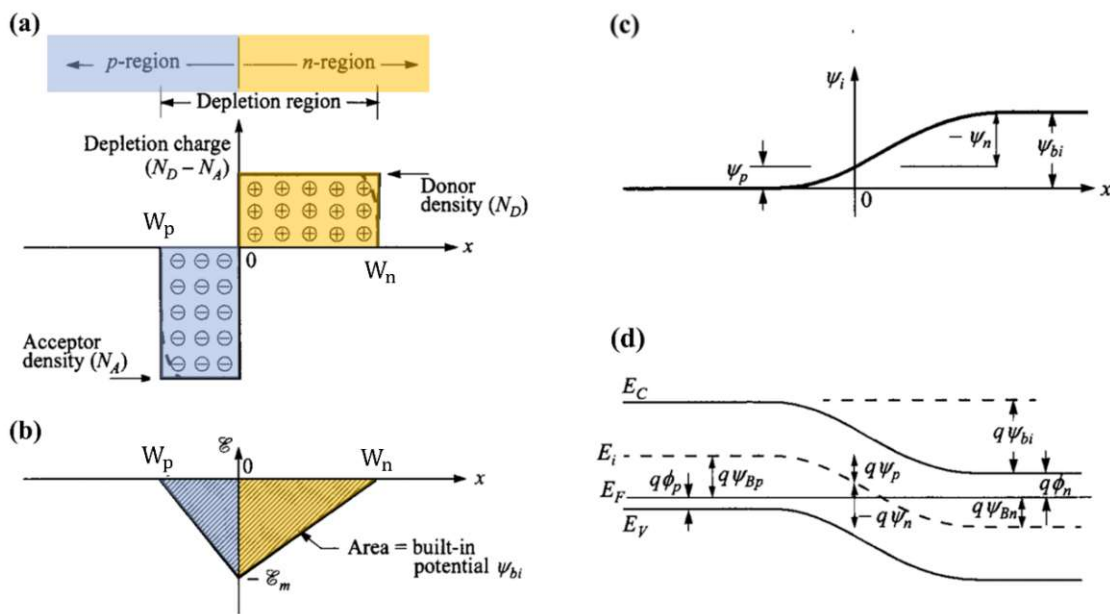 (a)
p-region
n-region
Depletion region
Depletion charge
(N_D – N_A)
Donor
density (N_D)
W_p
0
x
W_n
Acceptor
density (N_A)
(b)
ℰ
W_p
0
W_n
x
Area = built-in
potential ψ_bi
– ℰ_m
(c)
ψ_i
– ψ_n
ψ_bi
ψ_p
0
x
(d)
E_C
qψ_bi
E_i
qψ_p
qϕ_p
qψ_Bp
qϕ_n
E_F
–qψ_n
qψ_Bn
E_V